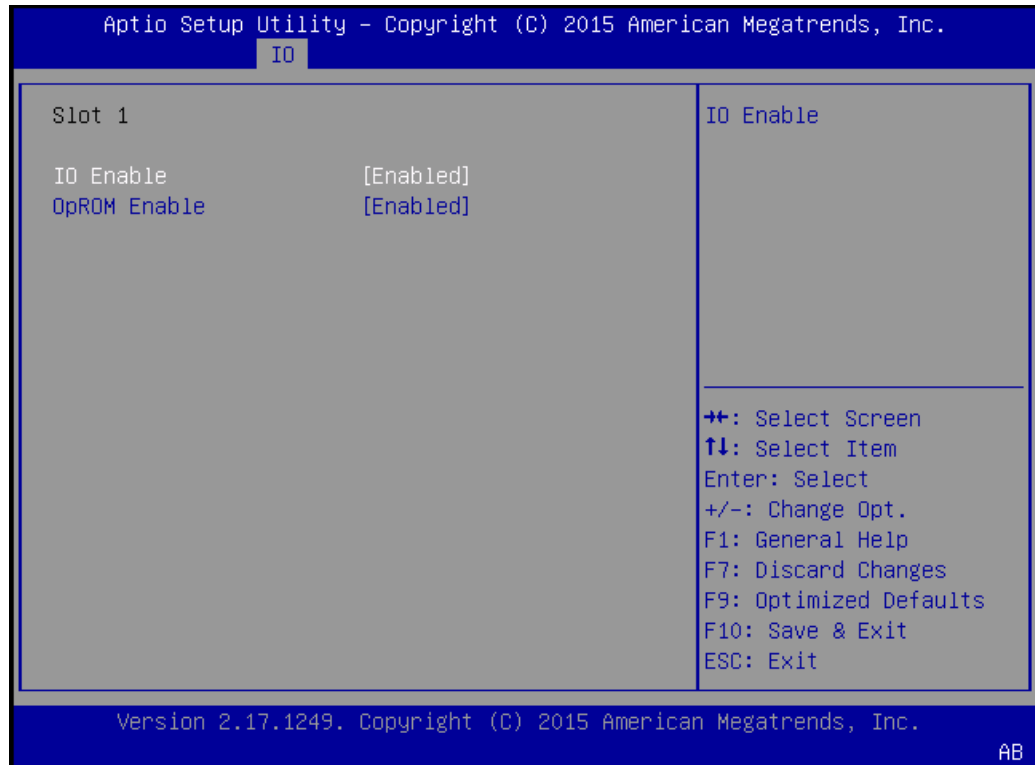 Aptio Setup Utility – Copyright (C) 2015 American Megatrends, Inc.
IO
Slot 1
IO Enable [Enabled]
OpROM Enable [Enabled]
IO Enable
→←: Select Screen
↑↓: Select Item
Enter: Select
+/-: Change Opt.
F1: General Help
F7: Discard Changes
F9: Optimized Defaults
F10: Save & Exit
ESC: Exit
Version 2.17.1249. Copyright (C) 2015 American Megatrends, Inc.
AB